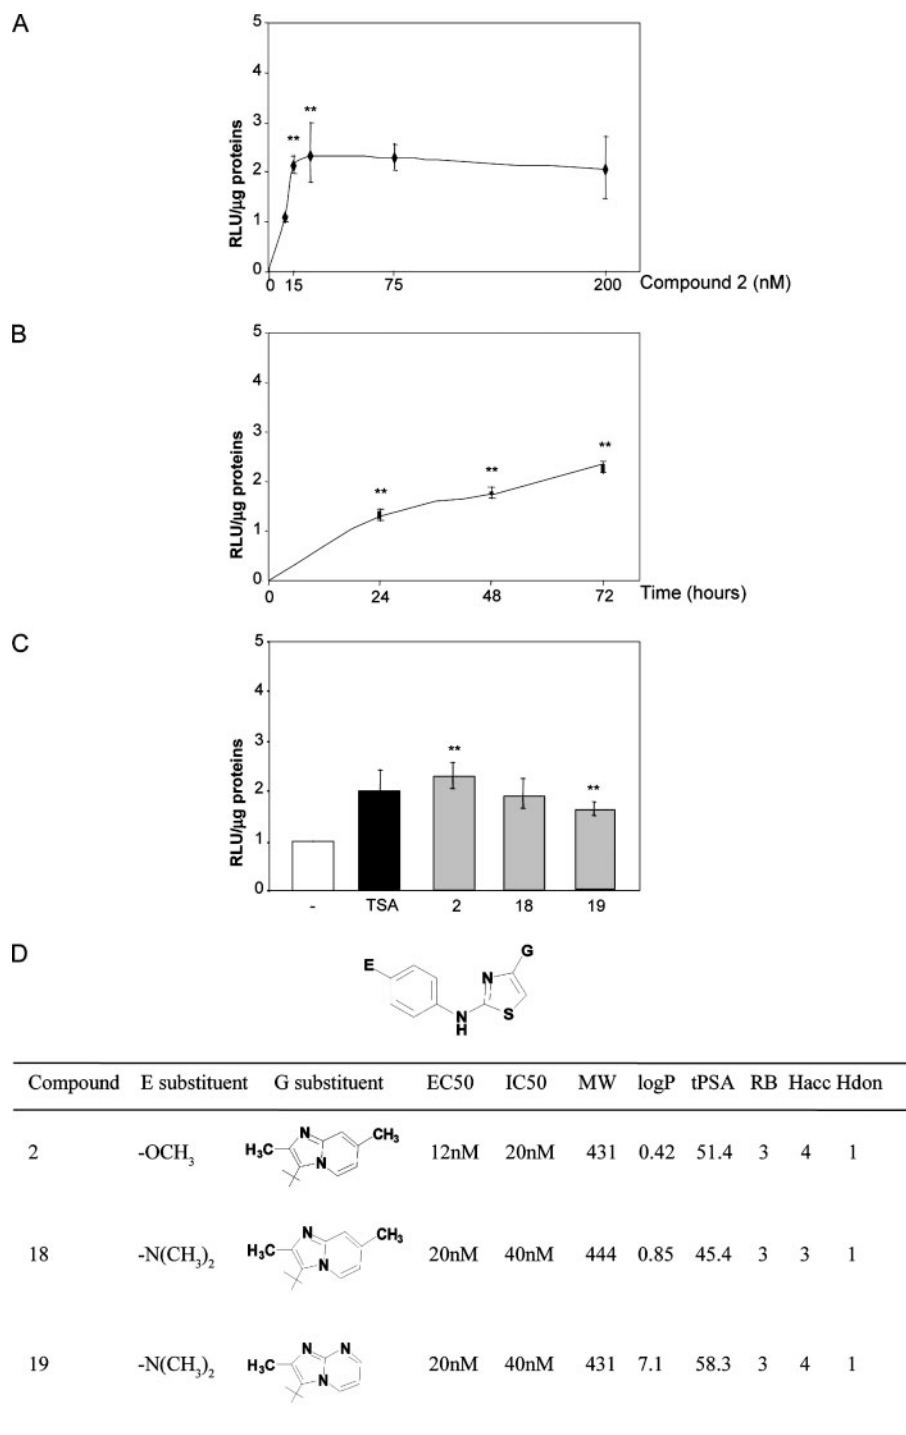 A
5
4
3
2
1
0
RLU/µg proteins
**
**
0 15 75 200
Compound 2 (nM)
B
5
4
3
2
1
0
RLU/µg proteins
**
**
**
0 24 48 72
Time (hours)
C
5
4
3
2
1
0
RLU/µg proteins
**
**
- TSA 2 18 19
D
E
G
N
N
H
S
Compound E substituent G substituent EC50 IC50 MW logP tPSA RB Hacc Hdon
2 -OCH3 H3C N N CH3 12nM 20nM 431 0.42 51.4 3 4 1
18 -N(CH3)2 H3C N N CH3 20nM 40nM 444 0.85 45.4 3 3 1
19 -N(CH3)2 H3C N N N 20nM 40nM 431 7.1 58.3 3 4 1